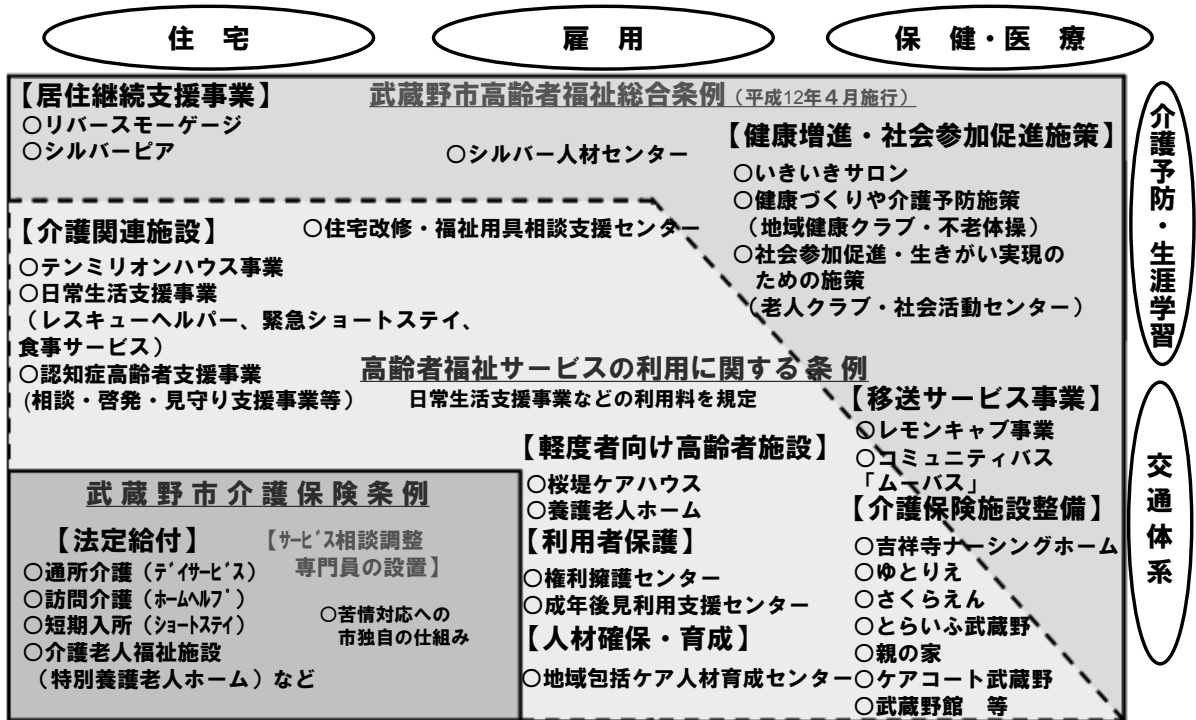 住 宅
雇 用
保 健・医 療
【居住継続支援事業】
○リバースモーゲージ
○シルバーピア
武蔵野市高齢者福祉総合条例（平成12年４月施行）
○シルバー人材センター
【健康増進・社会参加促進施策】
○いきいきサロン
○健康づくりや介護予防施策
（地域健康クラブ・不老体操）
○社会参加促進・生きがい実現の
ための施策
（老人クラブ・社会活動センター）
介護予防・生涯学習
【介護関連施設】
○住宅改修・福祉用具相談支援センター
○テンミリオンハウス事業
○日常生活支援事業
（レスキューヘルパー、緊急ショートステイ、
食事サービス）
○認知症高齢者支援事業
(相談・啓発・見守り支援事業等）
高齢者福祉サービスの利用に関する条例
日常生活支援事業などの利用料を規定
【軽度者向け高齢者施設】
○桜堤ケアハウス
○養護老人ホーム
【利用者保護】
○権利擁護センター
○成年後見利用支援センター
【人材確保・育成】
○地域包括ケア人材育成センター
【移送サービス事業】
○レモンキャブ事業
○コミュニティバス
「ムーバス」
【介護保険施設整備】
○吉祥寺ナーシングホーム
○ゆとりえ
○さくらえん
○とらいふ武蔵野
○親の家
○ケアコート武蔵野
○武蔵野館　等
交通体系
武蔵野市介護保険条例
【法定給付】
○通所介護（ﾃﾞｲｻｰﾋﾞｽ）
○訪問介護（ﾎｰﾑﾍﾙﾌﾟ）
○短期入所（ｼｮｰﾄｽﾃｲ）
○介護老人福祉施設
（特別養護老人ホーム）など
【ｻｰﾋﾞｽ相談調整
専門員の設置】
○苦情対応への
市独自の仕組み